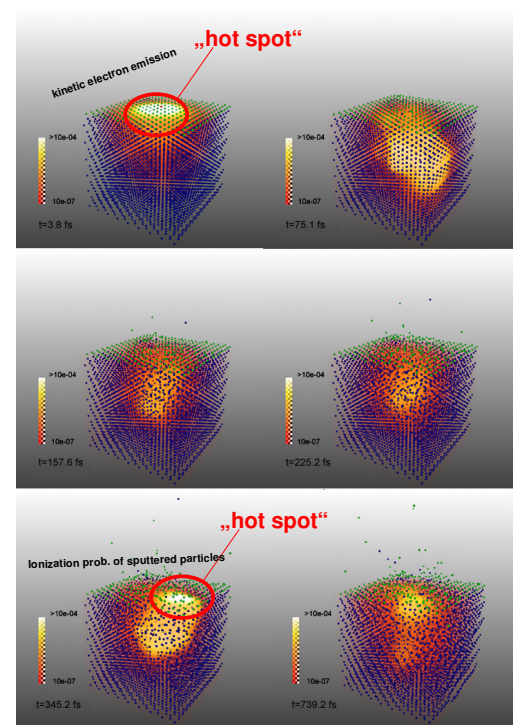 „hot spot“
kinetic electron emission
>10e-04
10e-07
t=3.8 fs
>10e-04
10e-07
t=75.1 fs
>10e-04
10e-07
t=157.6 fs
>10e-04
10e-07
t=225.2 fs
„hot spot“
Ionization prob. of sputtered particles
>10e-04
10e-07
t=345.2 fs
>10e-04
10e-07
t=739.2 fs